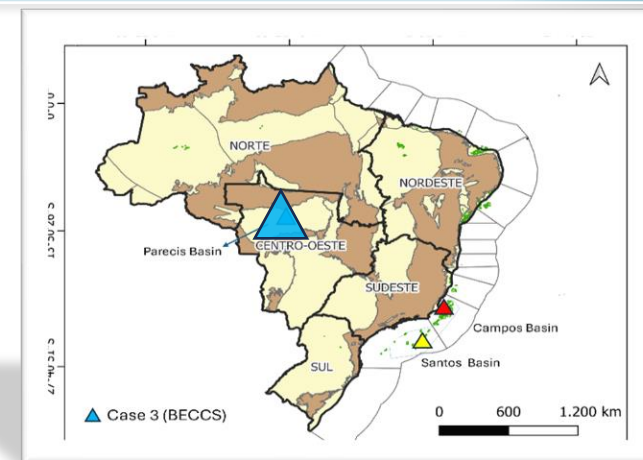 NORTE
NORDESTE
Parecis Basin
CENTRO-OESTE
SUDESTE
Campos Basin
Santos Basin
SUL
Case 3 (BECCS)
0 600 1.200 km